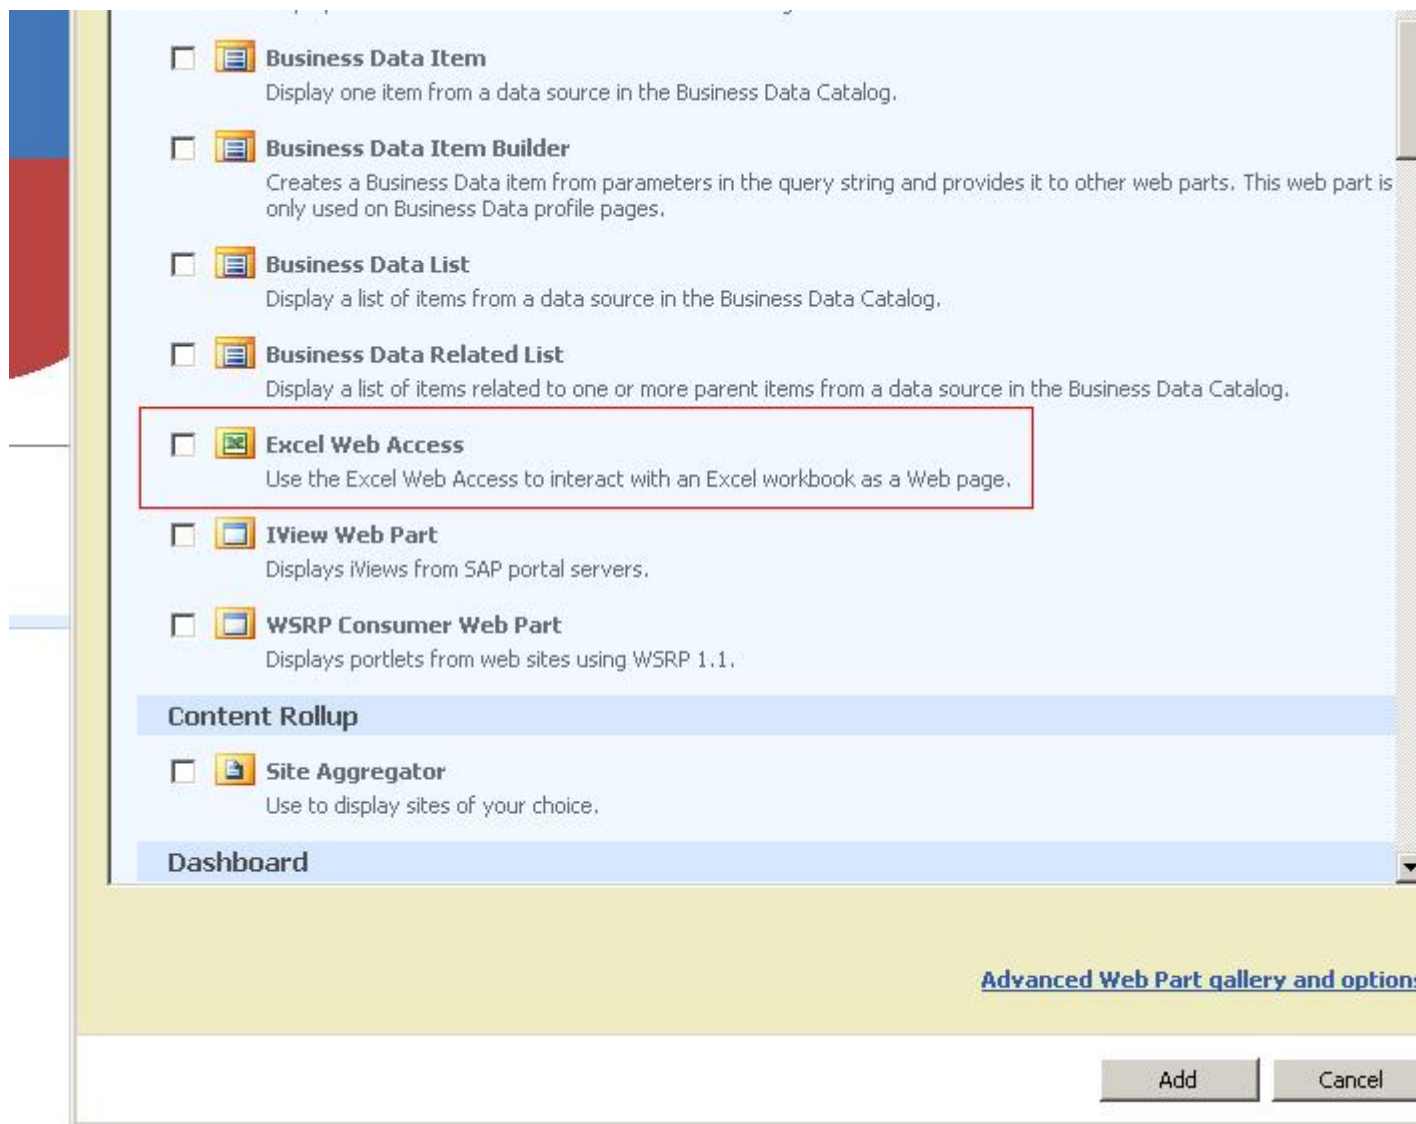 Business Data Item
Display one item from a data source in the Business Data Catalog.
Business Data Item Builder
Creates a Business Data item from parameters in the query string and provides it to other web parts. This web part is
only used on Business Data profile pages.
Business Data List
Display a list of items from a data source in the Business Data Catalog.
Business Data Related List
Display a list of items related to one or more parent items from a data source in the Business Data Catalog.
Excel Web Access
Use the Excel Web Access to interact with an Excel workbook as a Web page.
IView Web Part
Displays iViews from SAP portal servers.
WSRP Consumer Web Part
Displays portlets from web sites using WSRP 1.1.
Content Rollup
Site Aggregator
Use to display sites of your choice.
Dashboard
Advanced Web Part gallery and options
Add Cancel